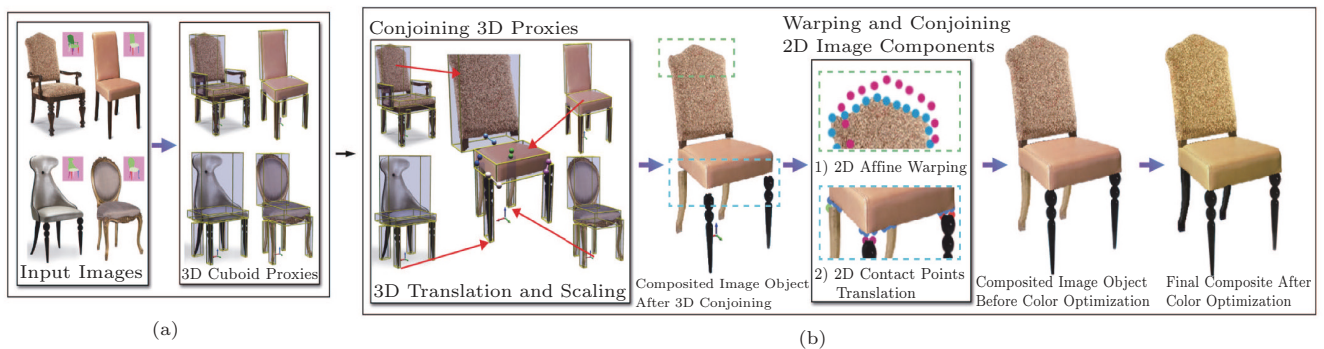 Input Images
3D Cuboid Proxies
(a)
Conjoining 3D Proxies
3D Translation and Scaling
Composited Image Object
After 3D Conjoining
Warping and Conjoining
2D Image Components
1) 2D Affine Warping
2) 2D Contact Points
Translation
Composited Image Object
Before Color Optimization
Final Composite After
Color Optimization
(b)